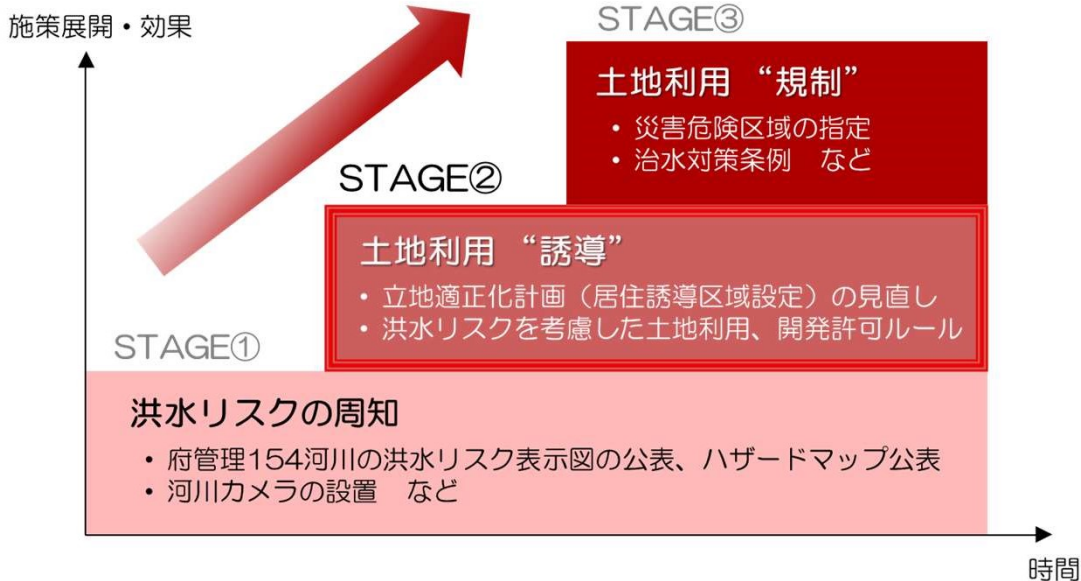 施策展開・効果
STAGE③
土地利用 “規制”
・ 災害危険区域の指定
・ 治水対策条例　など
STAGE②
土地利用 “誘導”
・ 立地適正化計画（居住誘導区域設定）の見直し
・ 洪水リスクを考慮した土地利用、開発許可ルール
STAGE①
洪水リスクの周知
・ 府管理154河川の洪水リスク表示図の公表、ハザードマップ公表
・ 河川カメラの設置　など
時間